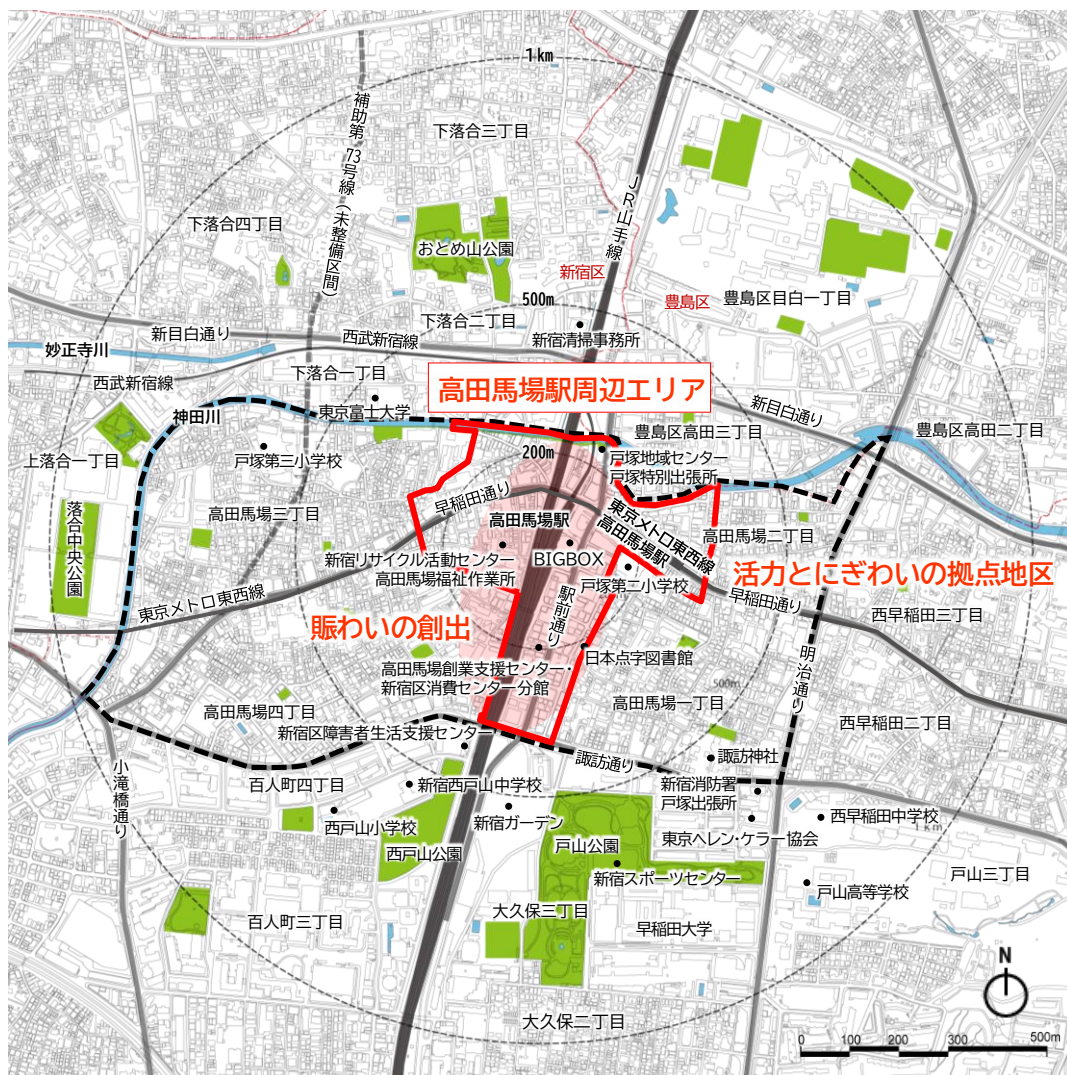 1km
補助第73号線(未整備区間)
下落合三丁目
JR山手線
下落合四丁目
おとめ山公園
新宿区
豊島区
豊島区目白一丁目
500m
下落合二丁目
新宿清掃事務所
新目白通り
西武新宿線
妙正寺川
西武新宿線
下落合一丁目
高田馬場駅周辺エリア
新目白通り
東京富士大学
神田川
豊島区高田三丁目
豊島区高田二丁目
上落合一丁目
戸塚第三小学校
200m
戸塚地域センター
戸塚特別出張所
早稲田通り
落合中央公園
高田馬場三丁目
高田馬場駅
東京メトロ東西線
高田馬場駅
高田馬場二丁目
新宿リサイクル活動センター
高田馬場福祉作業所
BIGBOX
戸塚第二小学校
活力とにぎわいの拠点地区
東京メトロ東西線
早稲田通り
西早稲田三丁目
賑わいの創出
駅前通り
日本点字図書館
明治通り
高田馬場創業支援センター・
新宿区消費センター分館
500m
高田馬場一丁目
高田馬場四丁目
新宿区障害者生活支援センター
西早稲田二丁目
諏訪通り
諏訪神社
小滝橋通り
百人町四丁目
新宿西戸山中学校
新宿消防署
戸塚出張所
西戸山小学校
新宿ガーデン
西早稲田中学校
1km
西戸山公園
戸山公園
東京ヘレン・ケラー協会
新宿スポーツセンター
戸山三丁目
戸山高等学校
百人町三丁目
大久保三丁目
早稲田大学
N
大久保二丁目
0 100 200 300 500m